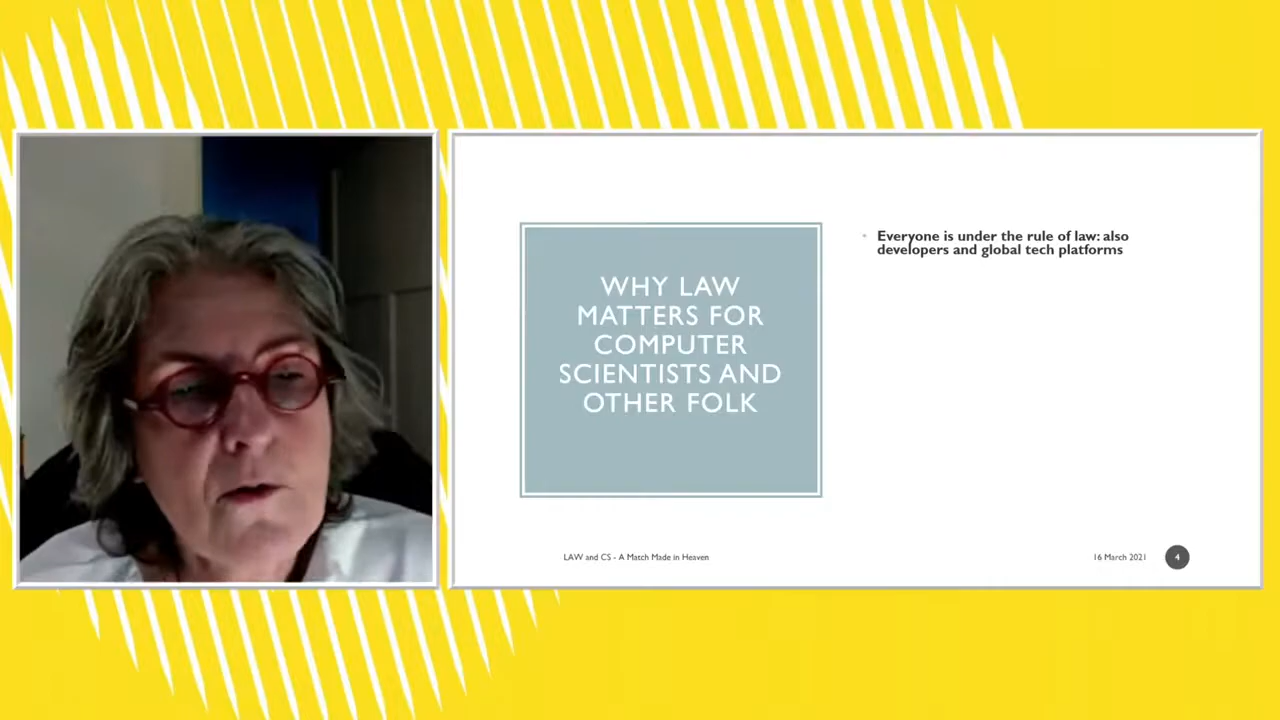 WHY LAW
MATTERS FOR
COMPUTER
SCIENTISTS AND
OTHER FOLK
• Everyone is under the rule of law: also
developers and global tech platforms
LAW and CS - A Match Made in Heaven
16 March 2021
4